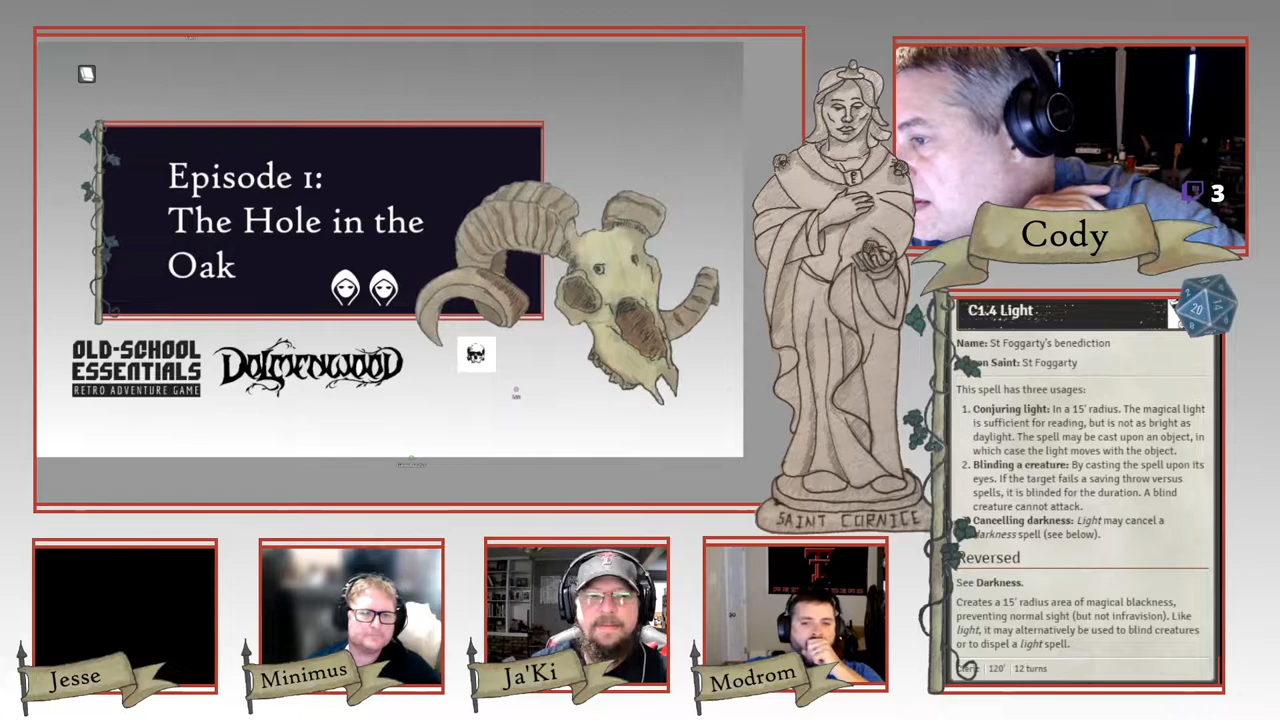 Episode 1:
The Hole in the
Oak
OLD-SCHOOL
ESSENTIALS
RETRO ADVENTURE GAME
DOLMENWOOD
SAINT CORNICE
3
Cody
20
14
C1.4 Light
Name: St Foggarty's benediction
Saint: St Foggarty
This spell has three usages:
1. Conjuring light: In a 15' radius. The magical light
is sufficient for reading, but is not as bright as
daylight. The spell may be cast upon an object, in
which case the light moves with the object.
2. Blinding a creature: By casting the spell upon its
eyes. If the target fails a saving throw versus
spells, it is blinded for the duration. A blind
creature cannot attack.
Cancelling darkness: Light may cancel a
darkness spell (see below).
Reversed
See Darkness.
Creates a 15' radius area of magical blackness,
preventing normal sight (but not infravision). Like
light, it may alternatively be used to blind creatures
or to dispel a light spell.
120' 12 turns
Jesse
Minimus
Ja'Ki
Modrom